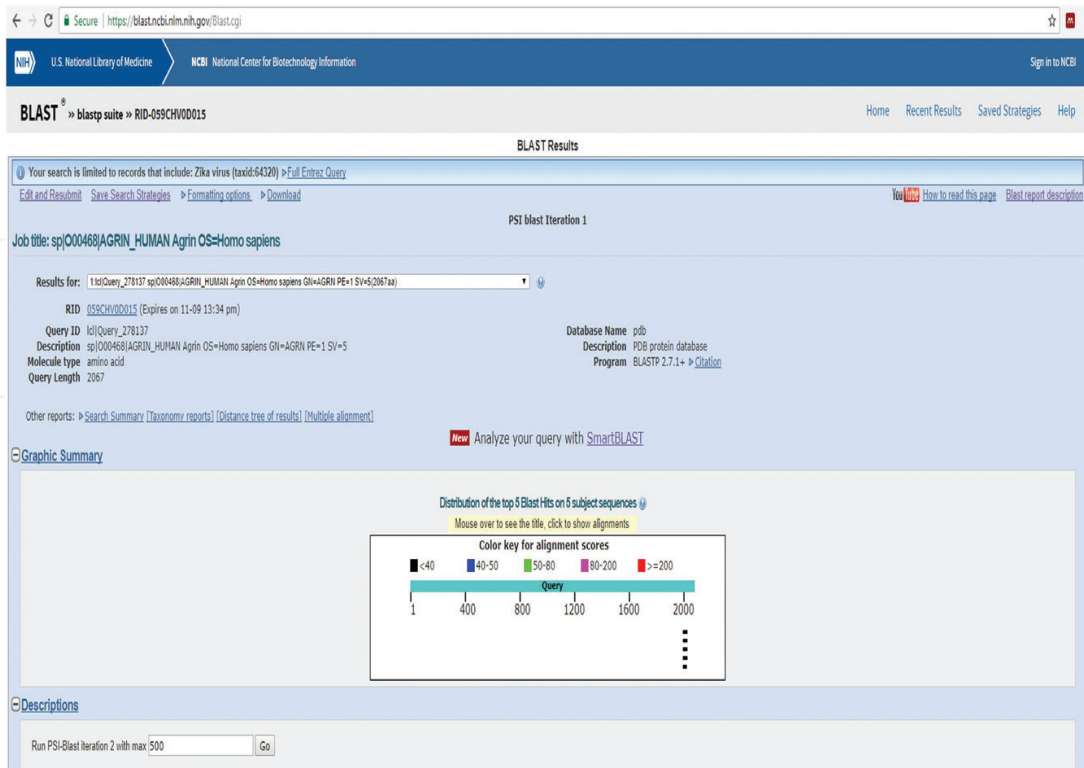 Secure | https://blast.ncbi.nlm.nih.gov/Blast.cgi
NIH U.S. National Library of Medicine NCBI National Center for Biotechnology Information Sign in to NCBI
BLAST ® » blastp suite » RID-059CHV0D015 Home Recent Results Saved Strategies Help
BLAST Results
Your search is limited to records that include: Zika virus (taxid:64320) Full Entrez Query
Edit and Resubmit Save Search Strategies Formatting options Download YouTube How to read this page Blast report description
PSI blast Iteration 1
Job title: sp|O00468|AGRIN_HUMAN Agrin OS=Homo sapiens
Results for: 1:lcl|Query_278137 sp|O00468|AGRIN_HUMAN Agrin OS=Homo sapiens GN=AGRN PE=1 SV=5(2067aa)
RID 059CHV0D015 (Expires on 11-09 13:34 pm)
Query ID lcl|Query_278137 Database Name pdb
Description sp|O00468|AGRIN_HUMAN Agrin OS=Homo sapiens GN=AGRN PE=1 SV=5 Description PDB protein database
Molecule type amino acid Program BLASTP 2.7.1+ Citation
Query Length 2067
Other reports: Search Summary [Taxonomy reports] [Distance tree of results] [Multiple alignment]
New Analyze your query with SmartBLAST
Graphic Summary
Distribution of the top 5 Blast Hits on 5 subject sequences
Mouse over to see the title, click to show alignments
Color key for alignment scores
<40 40-50 50-80 80-200 >=200
Query
1 400 800 1200 1600 2000
Descriptions
Run PSI-Blast iteration 2 with max 500 Go